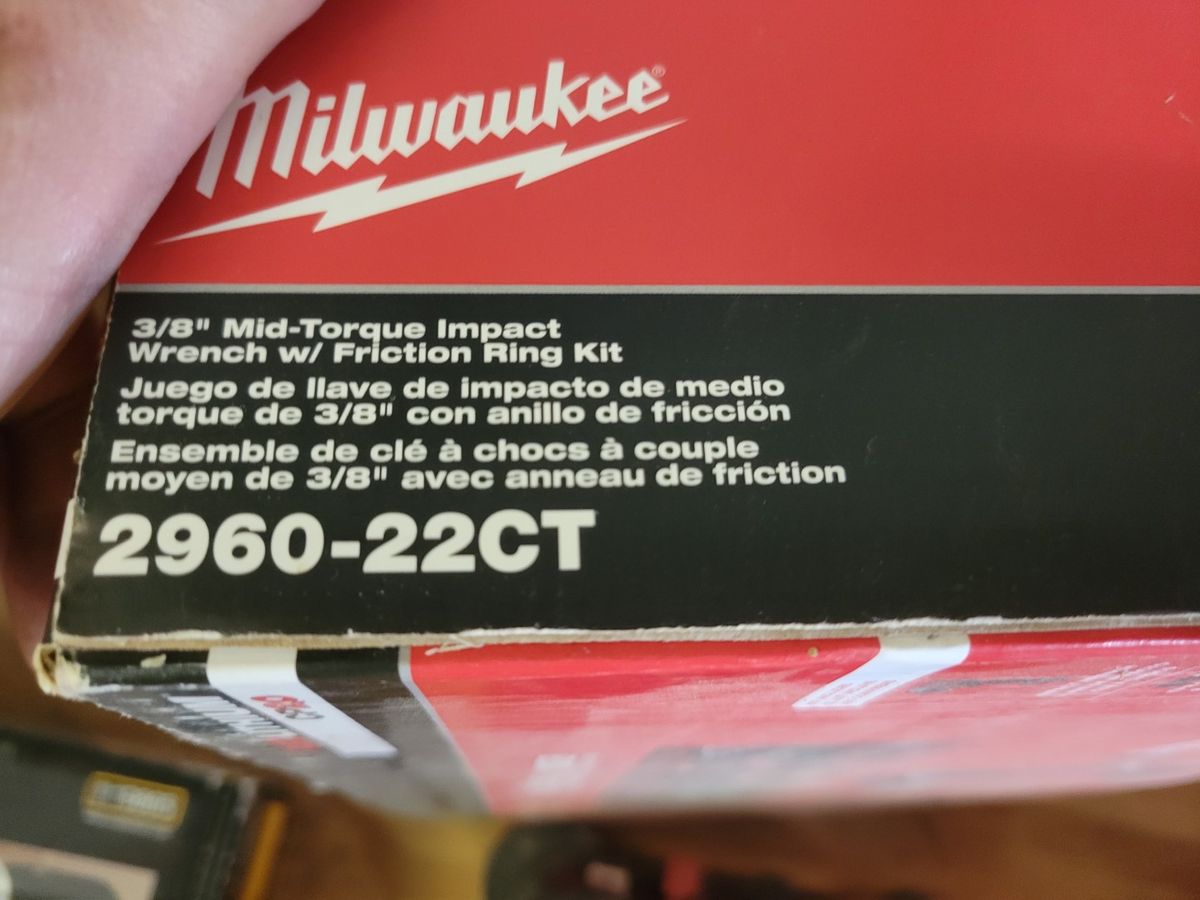 Milwaukee®
3/8" Mid-Torque Impact
Wrench w/ Friction Ring Kit
Juego de llave de impacto de medio
torque de 3/8" con anillo de fricción
Ensemble de clé à chocs à couple
moyen de 3/8" avec anneau de friction
2960-22CT